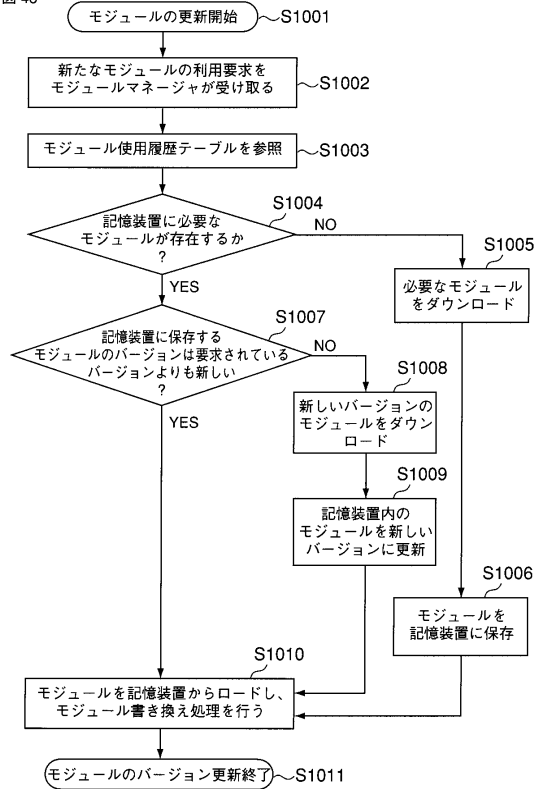 モジュールの更新開始
S1001
新たなモジュールの利用要求を
モジュールマネージャが受け取る
S1002
モジュール使用履歴テーブルを参照
S1003
S1004
記憶装置に必要な
モジュールが存在するか
?
NO
YES
S1005
必要なモジュール
をダウンロード
S1007
記憶装置に保存する
モジュールのバージョンは要求されている
バージョンよりも新しい
?
NO
YES
S1008
新しいバージョンの
モジュールをダウン
ロード
S1009
記憶装置内の
モジュールを新しい
バージョンに更新
S1006
モジュールを
記憶装置に保存
S1010
モジュールを記憶装置からロードし、
モジュール書き換え処理を行う
モジュールのバージョン更新終了
S1011